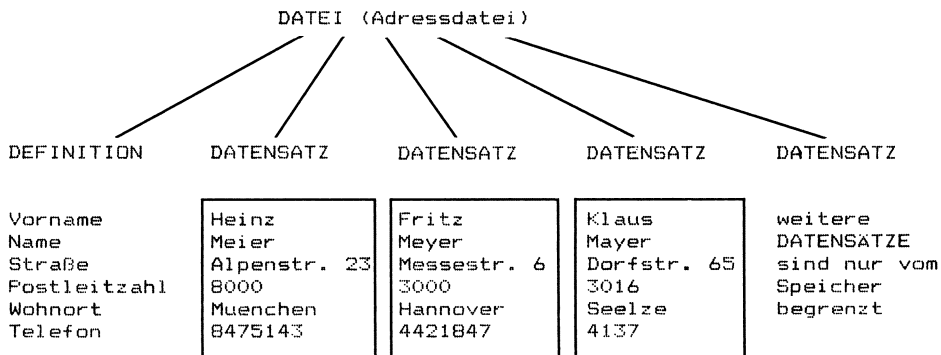 DATEI (Adressdatei)
DEFINITION DATENSATZ DATENSATZ DATENSATZ DATENSATZ
Vorname Heinz Fritz Klaus weitere
Name Meier Meyer Mayer DATENSÄTZE
Straße Alpenstr. 23 Messestr. 6 Dorfstr. 65 sind nur vom
Postleitzahl 8000 3000 3016 Speicher
Wohnort Muenchen Hannover Seelze begrenzt
Telefon 8475143 4421847 4137